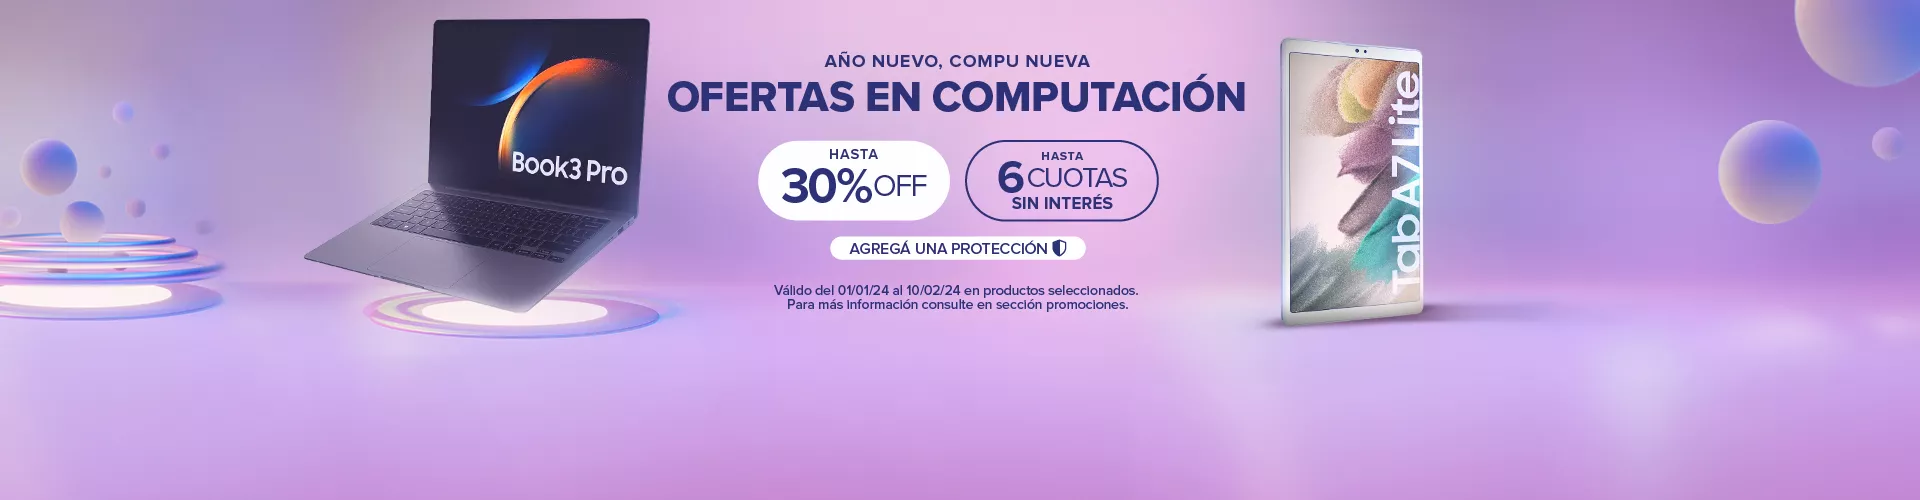 AÑO NUEVO, COMPU NUEVA
OFERTAS EN COMPUTACIÓN
HASTA
30% OFF
HASTA
6 CUOTAS
SIN INTERÉS
AGREGÁ UNA PROTECCIÓN
Válido del 01/01/24 al 10/02/24 en productos seleccionados.
Para más información consulte en sección promociones.
Book3 Pro
Tab A7 Lite